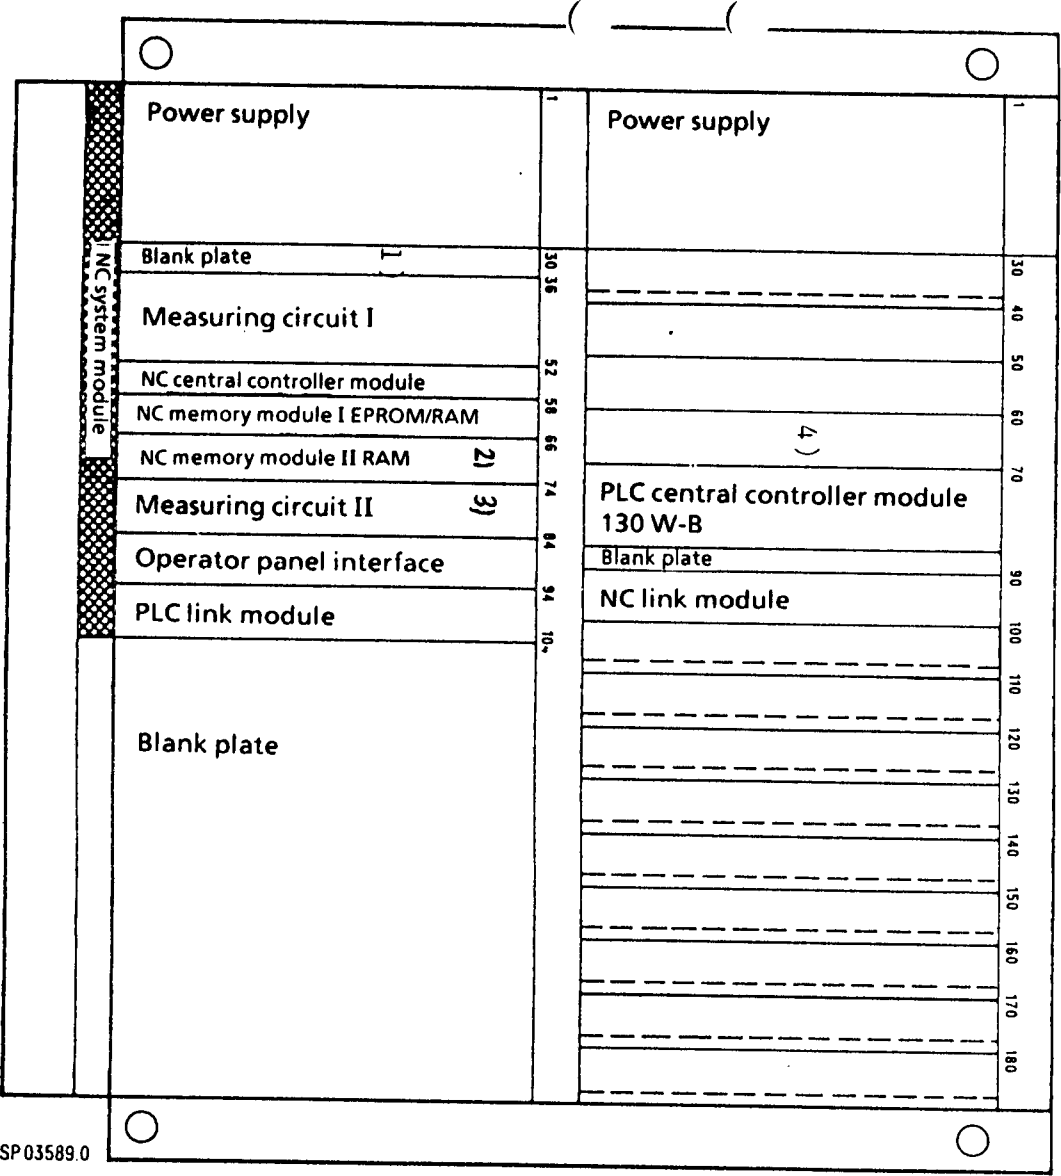 Power supply
1
Blank plate 1)
30
36
Measuring circuit I
NC system module
52
NC central controller module
58
NC memory module I EPROM/RAM
66
NC memory module II RAM 2)
74
Measuring circuit II 3)
84
Operator panel interface
94
PLC link module
104
Blank plate
Power supply
1
30
40
50
60
4)
70
PLC central controller module
130 W-B
Blank plate
90
NC link module
100
110
120
130
140
150
160
170
180
SP 03589.0